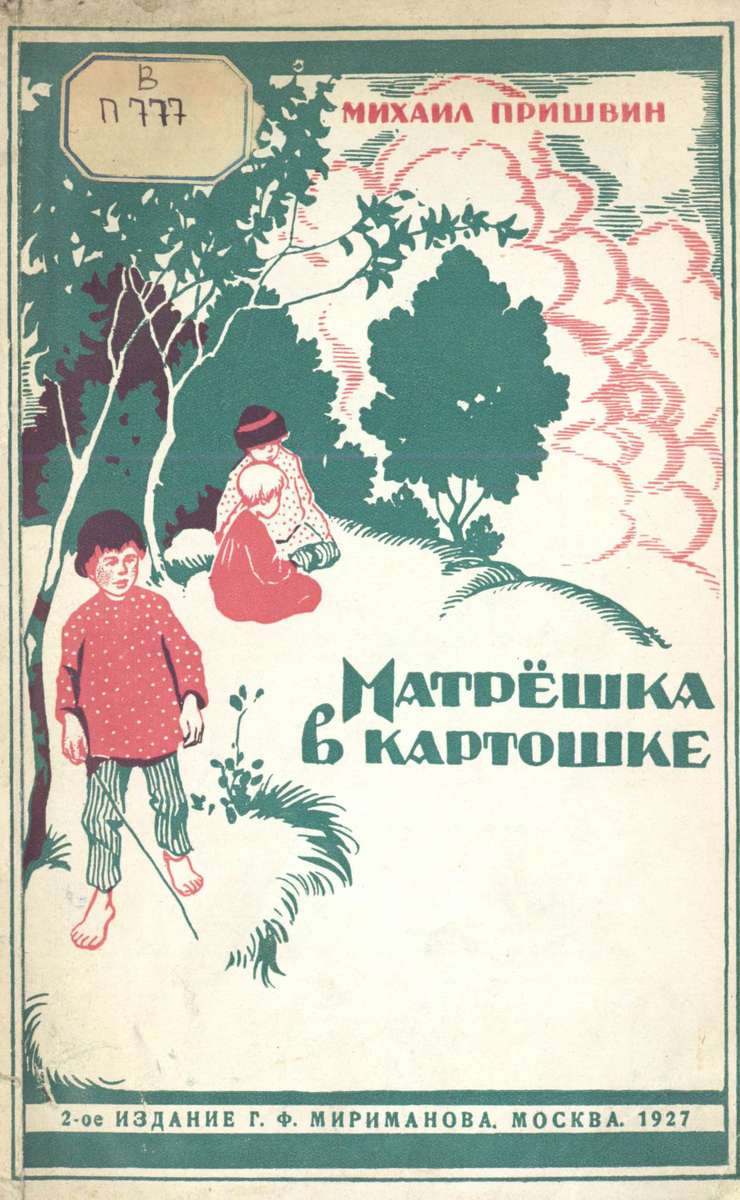 В
П 777
МИХАИЛ ПРИШВИН
МАТРЁШКА
В КАРТОШКЕ
2-ое ИЗДАНИЕ Г. Ф. МИРИМАНОВА. МОСКВА. 1927